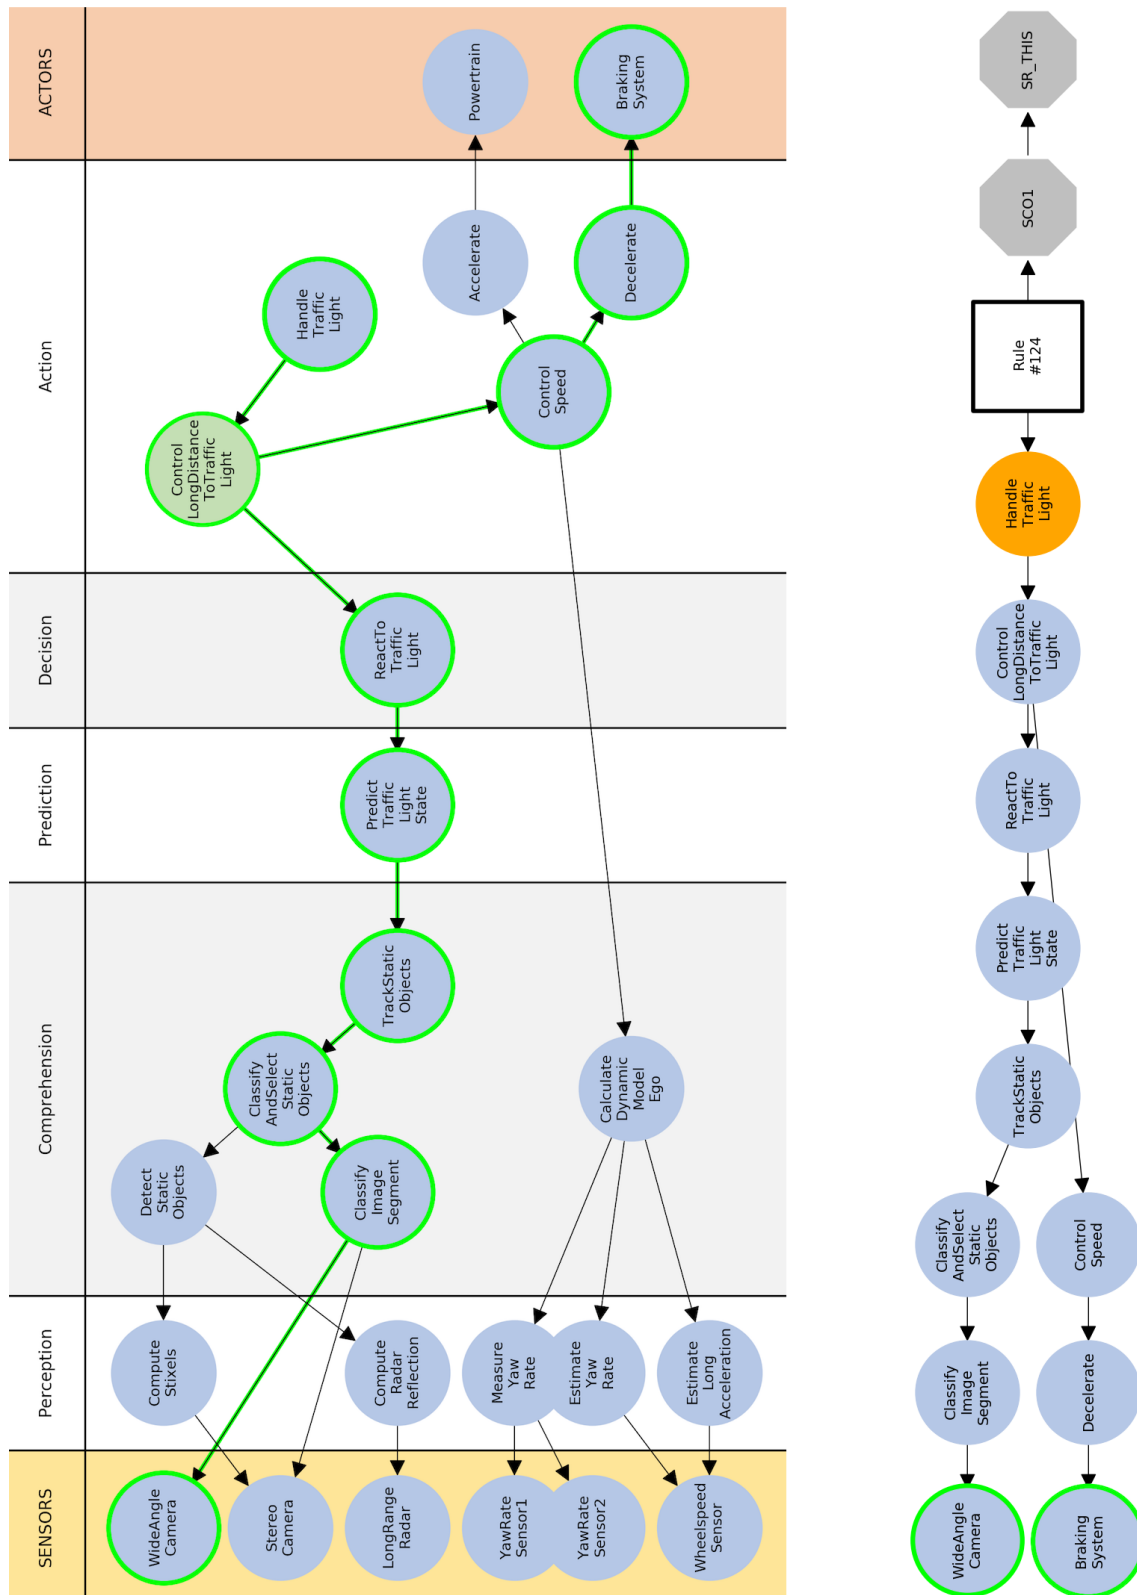 ACTORS
Powertrain
Braking
System
Action
Handle
Traffic
Light
Accelerate
Decelerate
Control
LongDistance
ToTraffic
Light
Control
Speed
Decision
ReactTo
Traffic
Light
Prediction
Predict
Traffic
Light
State
Comprehension
TrackStatic
Objects
Classify
AndSelect
Static
Objects
Calculate
Dynamic
Model
Ego
Detect
Static
Objects
Classify
Image
Segment
Perception
Compute
Stixels
Compute
Radar
Reflection
Measure
Yaw
Rate
Estimate
Yaw
Rate
Estimate
Long
Acceleration
SENSORS
WideAngle
Camera
Stereo
Camera
LongRange
Radar
YawRate
Sensor1
YawRate
Sensor2
Wheelspeed
Sensor
SR_THIS
SCO1
Rule
#124
Handle
Traffic
Light
Control
LongDistance
ToTraffic
Light
ReactTo
Traffic
Light
Predict
Traffic
Light
State
TrackStatic
Objects
Classify
AndSelect
Static
Objects
Control
Speed
Classify
Image
Segment
Decelerate
WideAngle
Camera
Braking
System